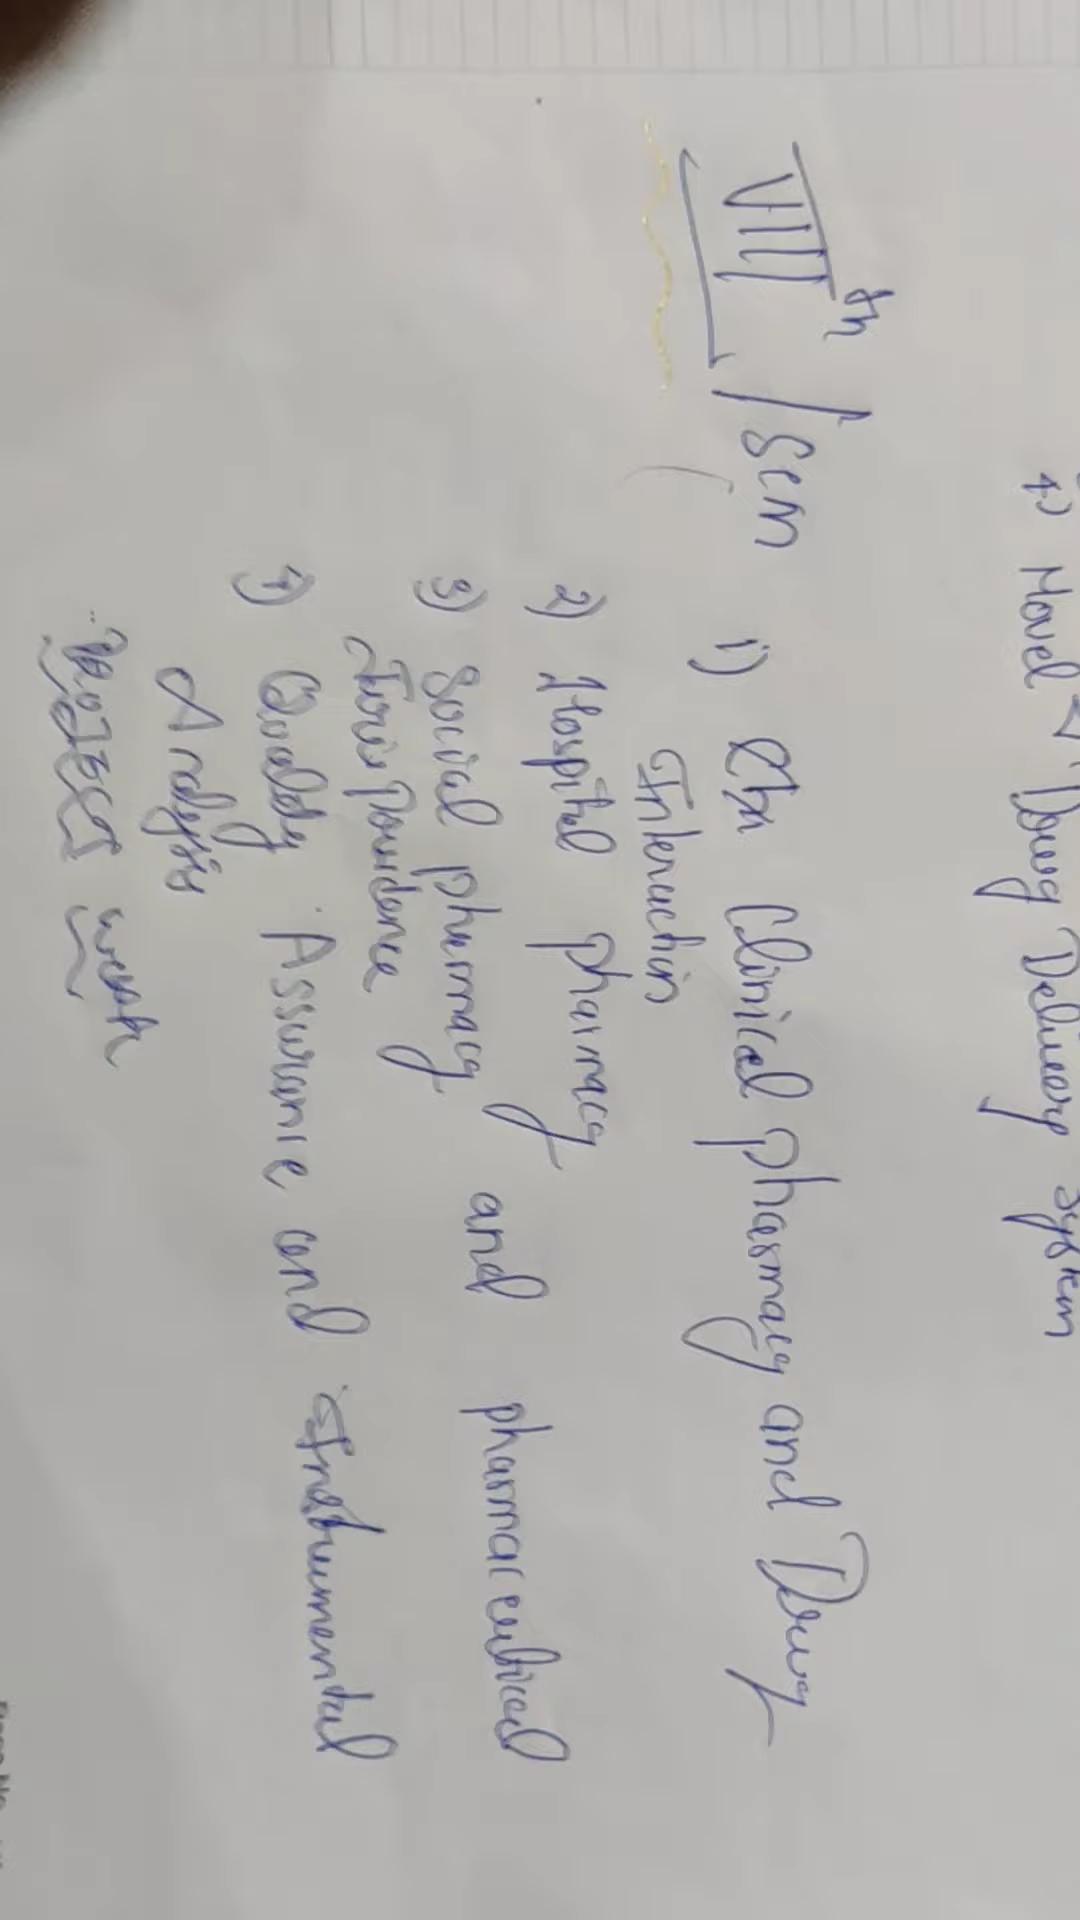 4) Novel Drug Delivery System
VIIIth / Sem
1) Clinical pharmacy and Drug
Interaction
2) Hospital pharmacy
3) Social pharmacy and pharmaceutical
Jurisprudence
4) Quality Assurance and Instrumental
Analysis
Project work